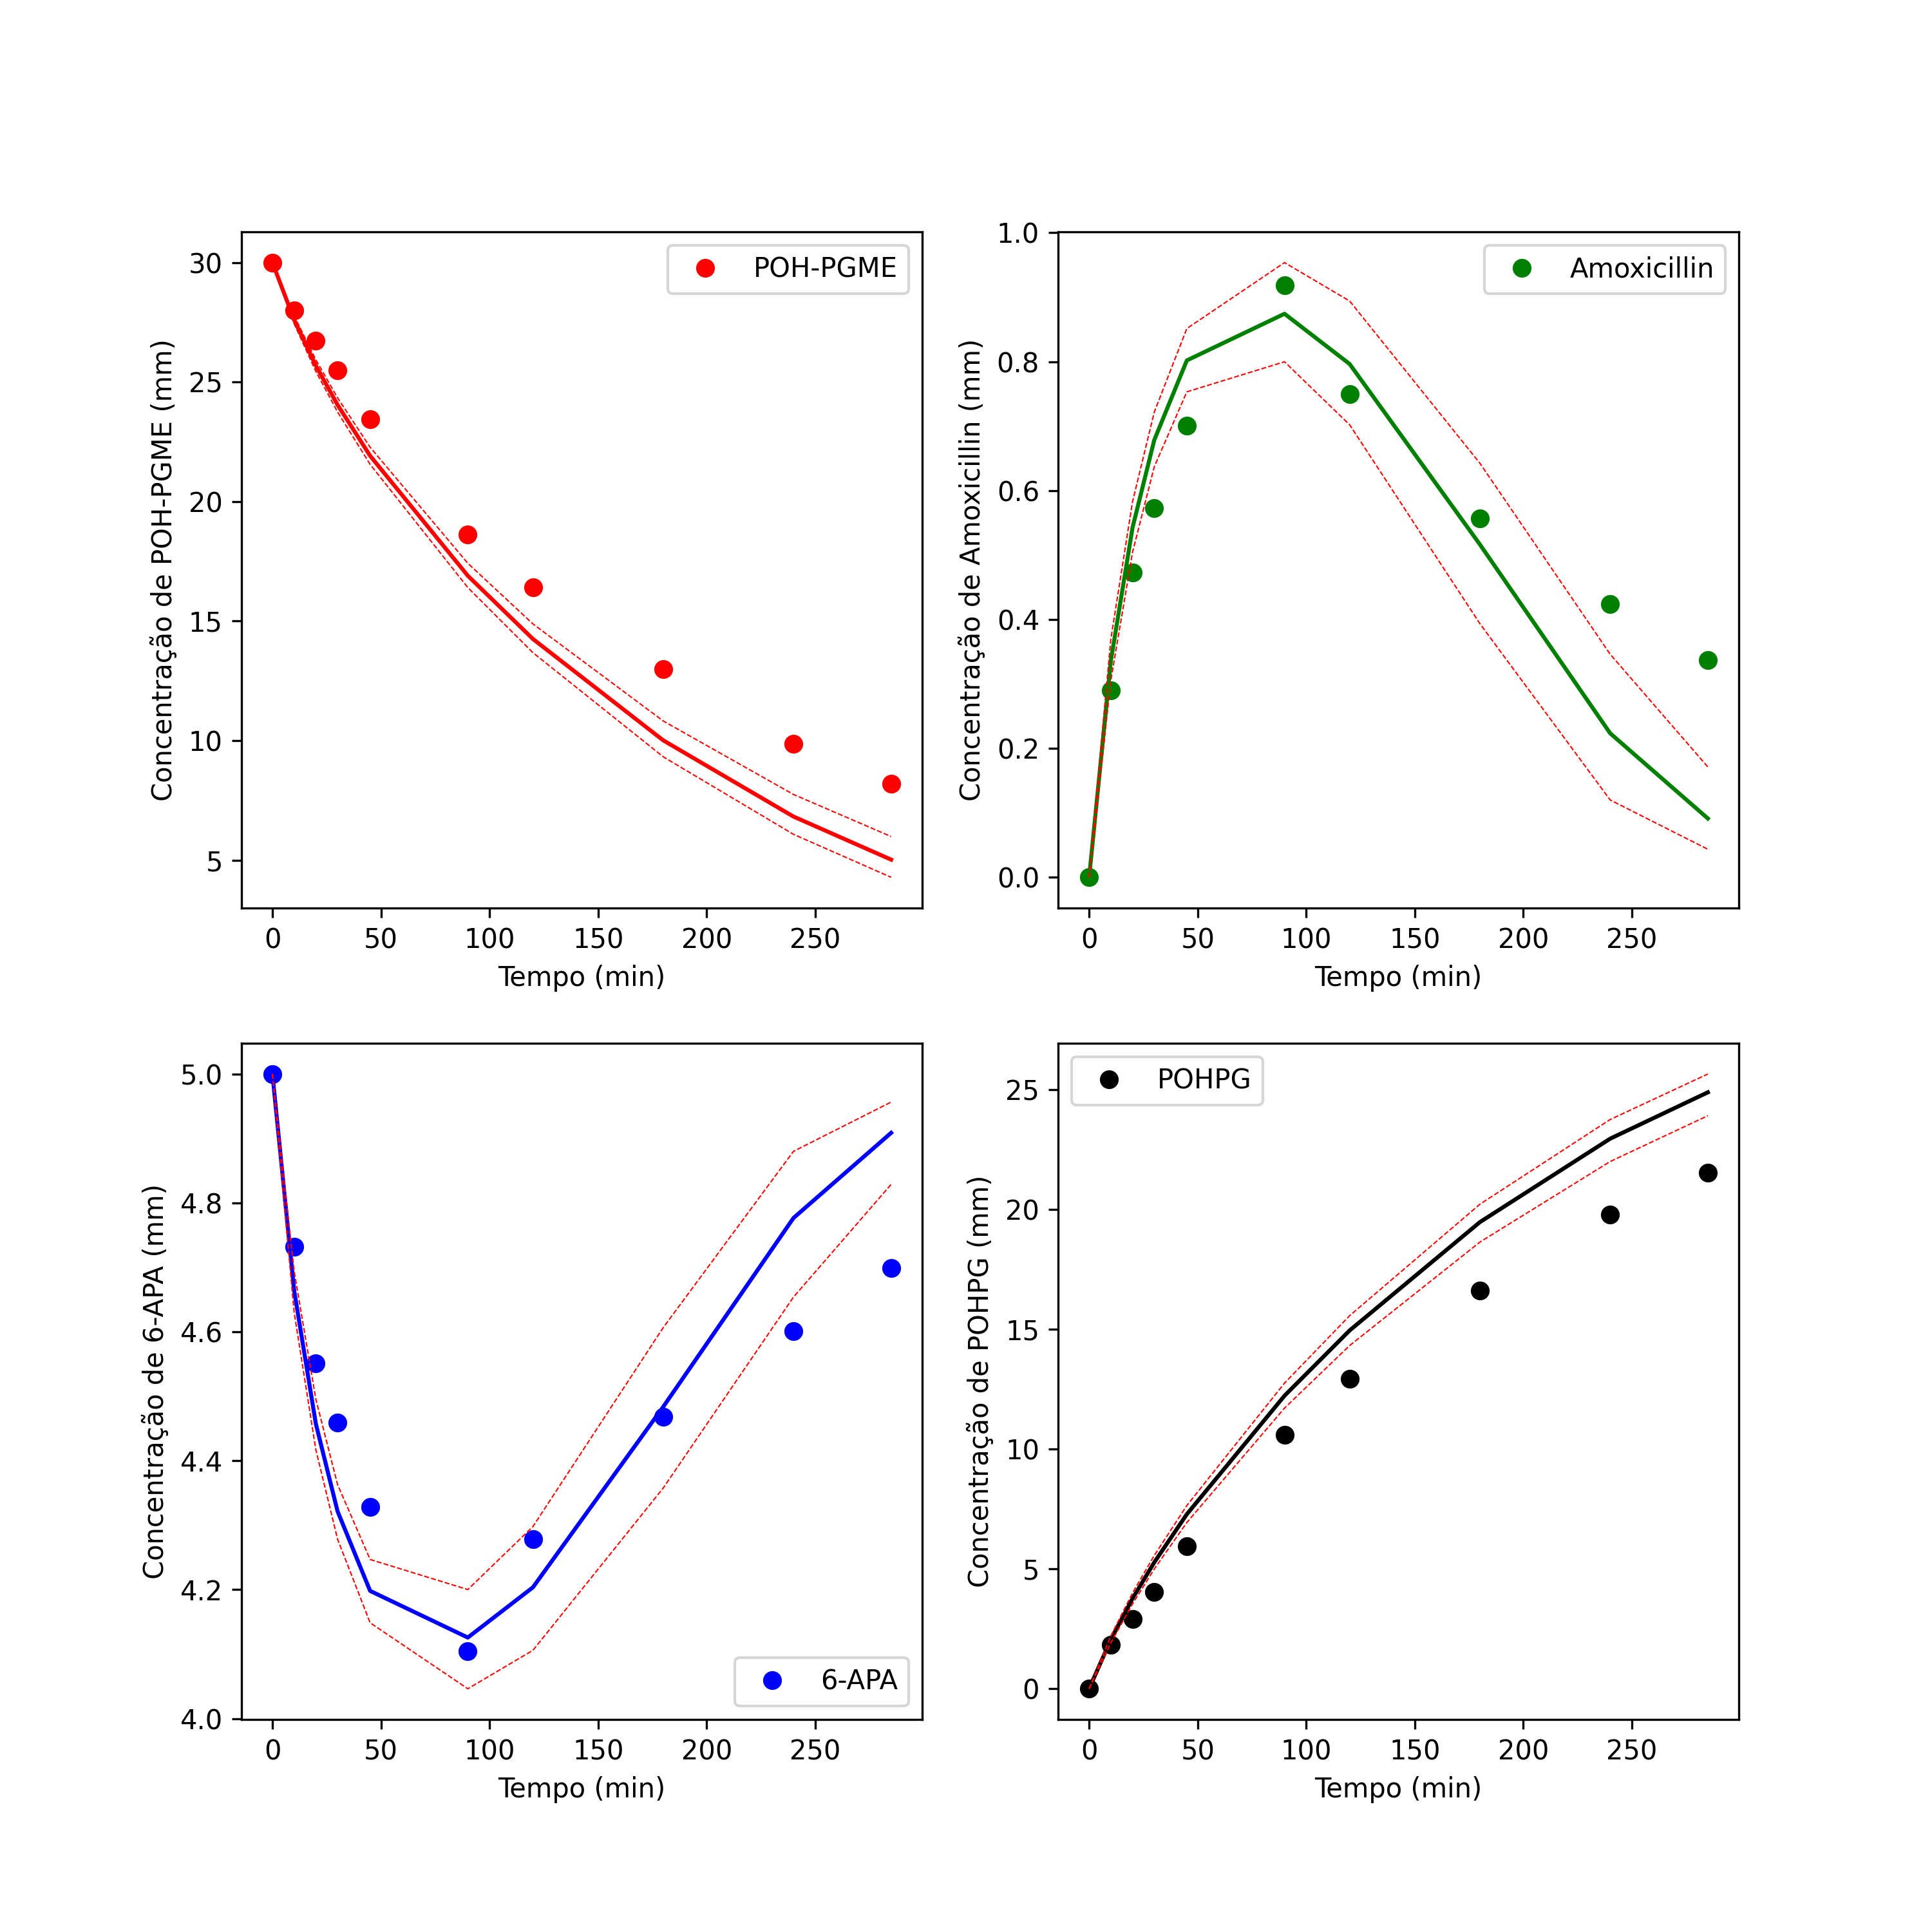 POH-PGME
Concentração de POH-PGME (mm)
30
25
20
15
10
5
0 50 100 150 200 250
Tempo (min)
Amoxicillin
Concentração de Amoxicillin (mm)
1.0
0.8
0.6
0.4
0.2
0.0
0 50 100 150 200 250
Tempo (min)
6-APA
Concentração de 6-APA (mm)
5.0
4.8
4.6
4.4
4.2
4.0
0 50 100 150 200 250
Tempo (min)
POHPG
Concentração de POHPG (mm)
25
20
15
10
5
0
0 50 100 150 200 250
Tempo (min)